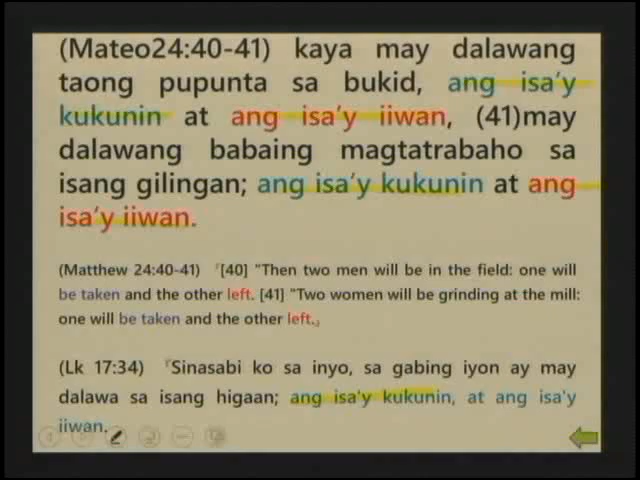 (Mateo24:40-41) kaya may dalawang
taong pupunta sa bukid, ang isa’y
kukunin at ang isa’y iiwan, (41)may
dalawang babaing magtatrabaho sa
isang gilingan; ang isa’y kukunin at ang
isa’y iiwan.
(Matthew 24:40-41) 「[40] "Then two men will be in the field: one will
be taken and the other left. [41] "Two women will be grinding at the mill:
one will be taken and the other left.」
(Lk 17:34) 「Sinasabi ko sa inyo, sa gabing iyon ay may
dalawa sa isang higaan; ang isa'y kukunin, at ang isa'y
iiwan.